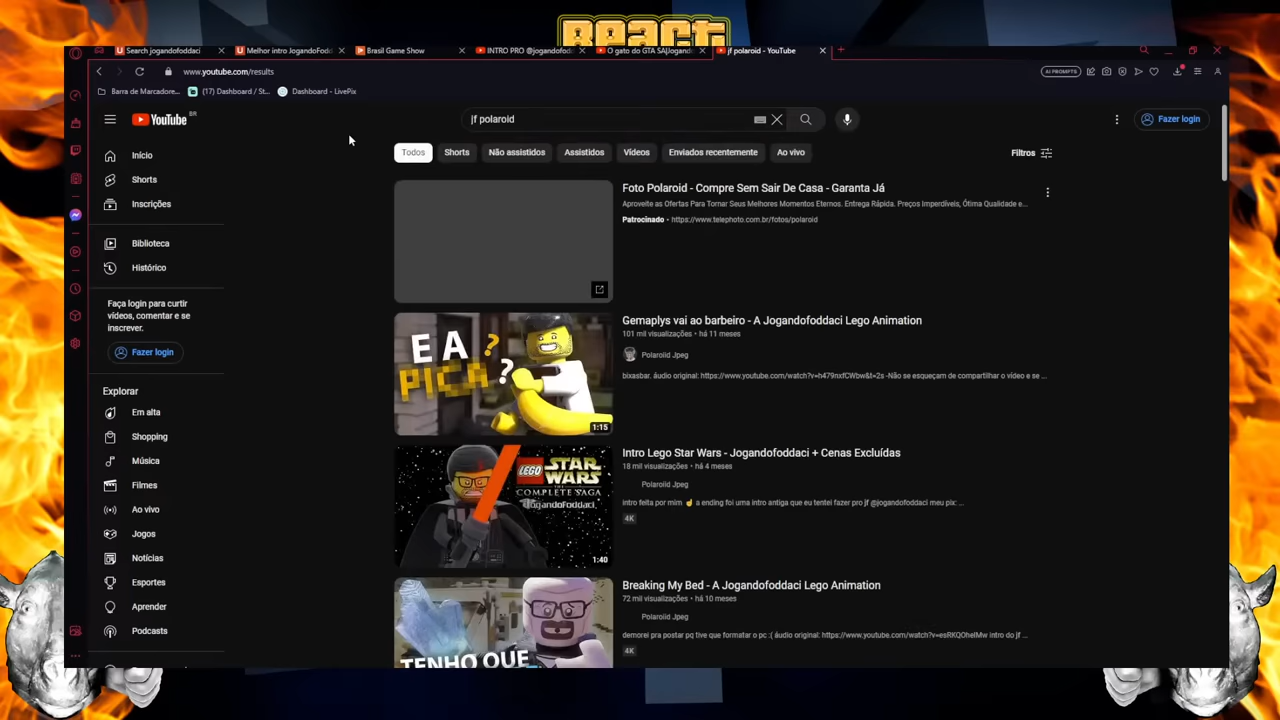 React
Search jogandofoddaci
Melhor intro JogandoFodd
Brasil Game Show
INTRO PRO @jogandofod
O gato do GTA SA|Jogand
jf polaroid - YouTube
www.youtube.com/results
AI PROMPTS
Barra de Marcadore...
(17) Dashboard / St...
Dashboard - LivePix
YouTube BR
jf polaroid
Fazer login
Todos
Shorts
Não assistidos
Assistidos
Vídeos
Enviados recentemente
Ao vivo
Filtros
Início
Shorts
Inscrições
Biblioteca
Histórico
Faça login para curtir
vídeos, comentar e se
inscrever.
Fazer login
Explorar
Em alta
Shopping
Música
Filmes
Ao vivo
Jogos
Notícias
Esportes
Aprender
Podcasts
Foto Polaroid - Compre Sem Sair De Casa - Garanta Já
Aproveite as Ofertas Para Tornar Seus Melhores Momentos Eternos. Entrega Rápida. Preços Imperdíveis, Ótima Qualidade e...
Patrocinado · https://www.telephoto.com.br/fotos/polaroid
E A
PICA
? ?
1:15
Gemaplys vai ao barbeiro - A Jogandofoddaci Lego Animation
101 mil visualizações • há 11 meses
Polaroiid Jpeg
bixasbar. áudio original: https://www.youtube.com/watch?v=h479nxfCWbw&t=2s -Não se esqueçam de compartilhar o vídeo e se ...
LEGO STAR WARS
THE COMPLETE SAGA
JogandoFoddaci
1:40
Intro Lego Star Wars - Jogandofoddaci + Cenas Excluídas
18 mil visualizações • há 4 meses
Polaroiid Jpeg
intro feita por mim ☝ a ending foi uma intro antiga que eu tentei fazer pro jf @jogandofoddaci meu pix: ...
4K
TENHO QUE
Breaking My Bed - A Jogandofoddaci Lego Animation
72 mil visualizações • há 10 meses
Polaroiid Jpeg
demorei pra postar pq tive que formatar o pc :( áudio original: https://www.youtube.com/watch?v=esRKQOhelMw intro do jf ...
4K